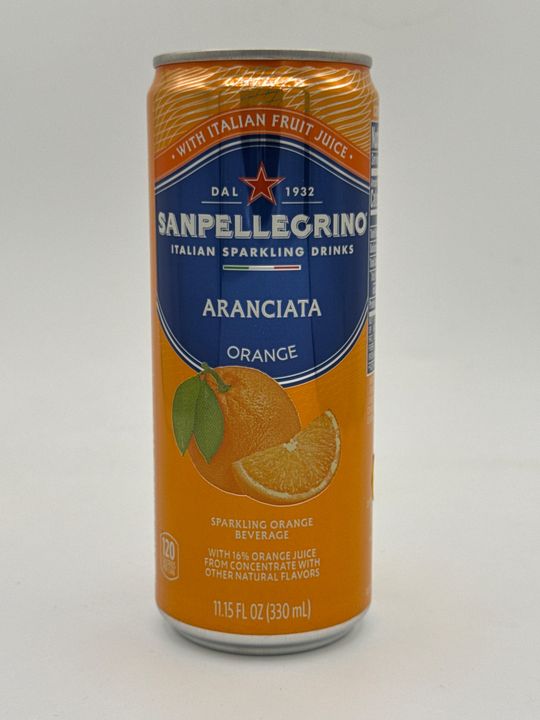 • WITH ITALIAN FRUIT JUICE •
DAL 1932
SANPELLEGRINO
ITALIAN SPARKLING DRINKS
ARANCIATA
ORANGE
SPARKLING ORANGE
BEVERAGE
120
WITH 16% ORANGE JUICE
FROM CONCENTRATE WITH
OTHER NATURAL FLAVORS
11.15 FL OZ (330 mL)